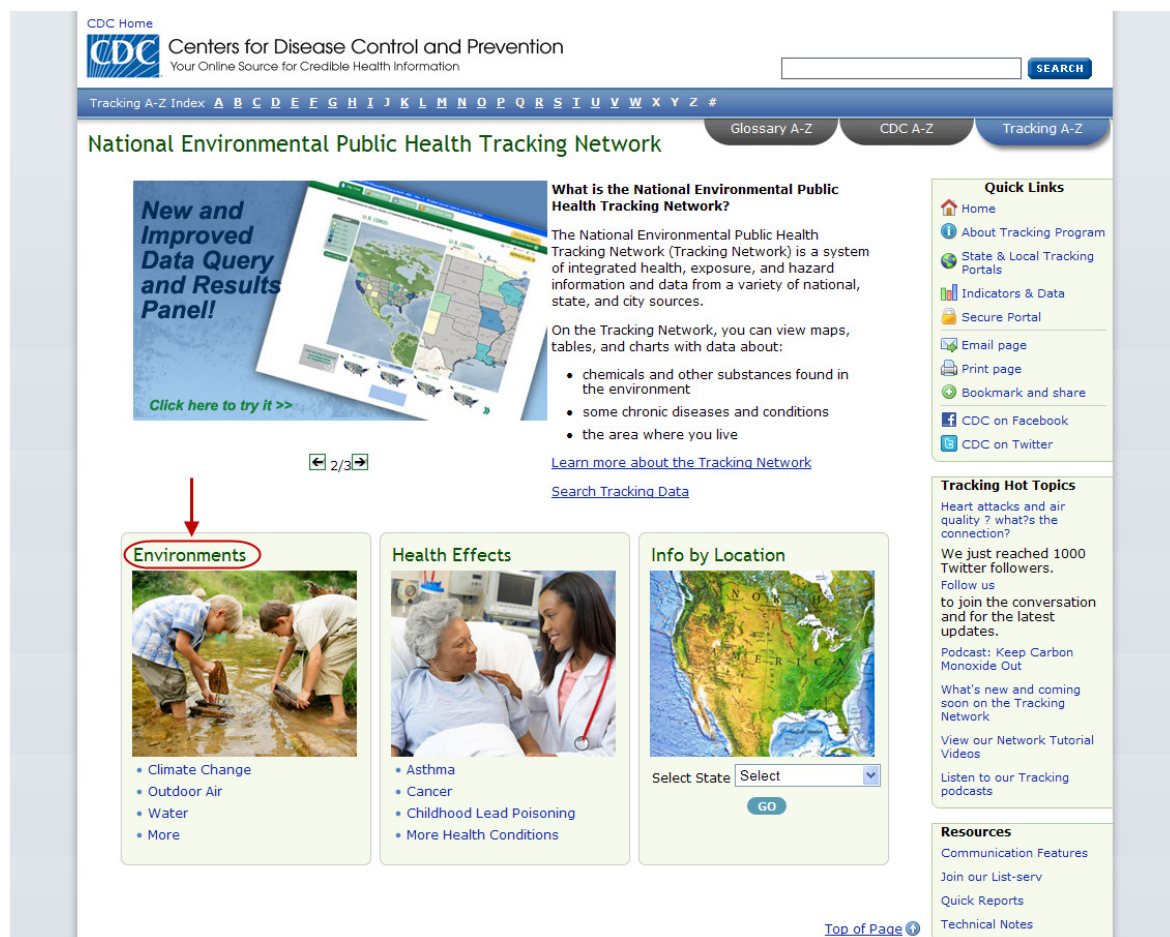 CDC Home
CDC
Centers for Disease Control and Prevention
Your Online Source for Credible Health Information
SEARCH
Tracking A-Z Index A B C D E F G H I J K L M N O P Q R S T U V W X Y Z #
Glossary A-Z
CDC A-Z
Tracking A-Z
National Environmental Public Health Tracking Network
New and
Improved
Data Query
and Results
Panel!
Click here to try it >>
2/3
What is the National Environmental Public
Health Tracking Network?
The National Environmental Public Health
Tracking Network (Tracking Network) is a system
of integrated health, exposure, and hazard
information and data from a variety of national,
state, and city sources.
On the Tracking Network, you can view maps,
tables, and charts with data about:
• chemicals and other substances found in
the environment
• some chronic diseases and conditions
• the area where you live
Learn more about the Tracking Network
Search Tracking Data
Environments
• Climate Change
• Outdoor Air
• Water
• More
Health Effects
• Asthma
• Cancer
• Childhood Lead Poisoning
• More Health Conditions
Info by Location
NORTH
AMERICA
Select State Select
GO
Top of Page
Quick Links
Home
About Tracking Program
State & Local Tracking
Portals
Indicators & Data
Secure Portal
Email page
Print page
Bookmark and share
CDC on Facebook
CDC on Twitter
Tracking Hot Topics
Heart attacks and air
quality ? what?s the
connection?
We just reached 1000
Twitter followers.
Follow us
to join the conversation
and for the latest
updates.
Podcast: Keep Carbon
Monoxide Out
What's new and coming
soon on the Tracking
Network
View our Network Tutorial
Videos
Listen to our Tracking
podcasts
Resources
Communication Features
Join our List-serv
Quick Reports
Technical Notes